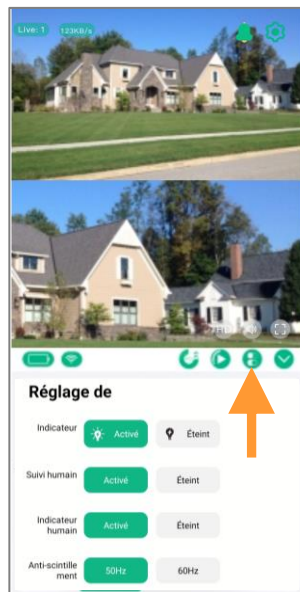 Live: 1 123KB/s
HD
Réglage de
Indicateur Activé Éteint
Suivi humain Activé Éteint
Indicateur
humain Activé Éteint
Anti-scintille
ment 50Hz 60Hz